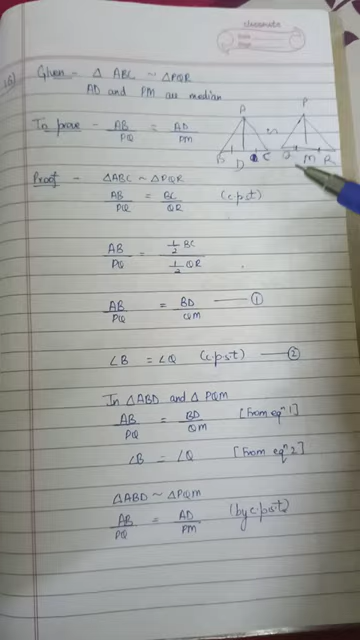 classmate
Date
Page
16) Given - △ ABC ~ △PQR
AD and PM are median
To prove - AB/PQ = AD/PM
A
B D C
P
Q M R
Proof - △ABC ~ △PQR
AB/PQ = BC/QR (c.p.s.t)
AB/PQ = ½ BC / ½ QR
AB/PQ = BD/QM ——— ①
∠B = ∠Q (c.p.s.t) ——— ②
In △ABD and △PQM
AB/PQ = BD/QM [from eqⁿ 1]
∠B = ∠Q [from eqⁿ 2]
△ABD ~ △PQM
AB/PQ = AD/PM (by c.p.s.t)